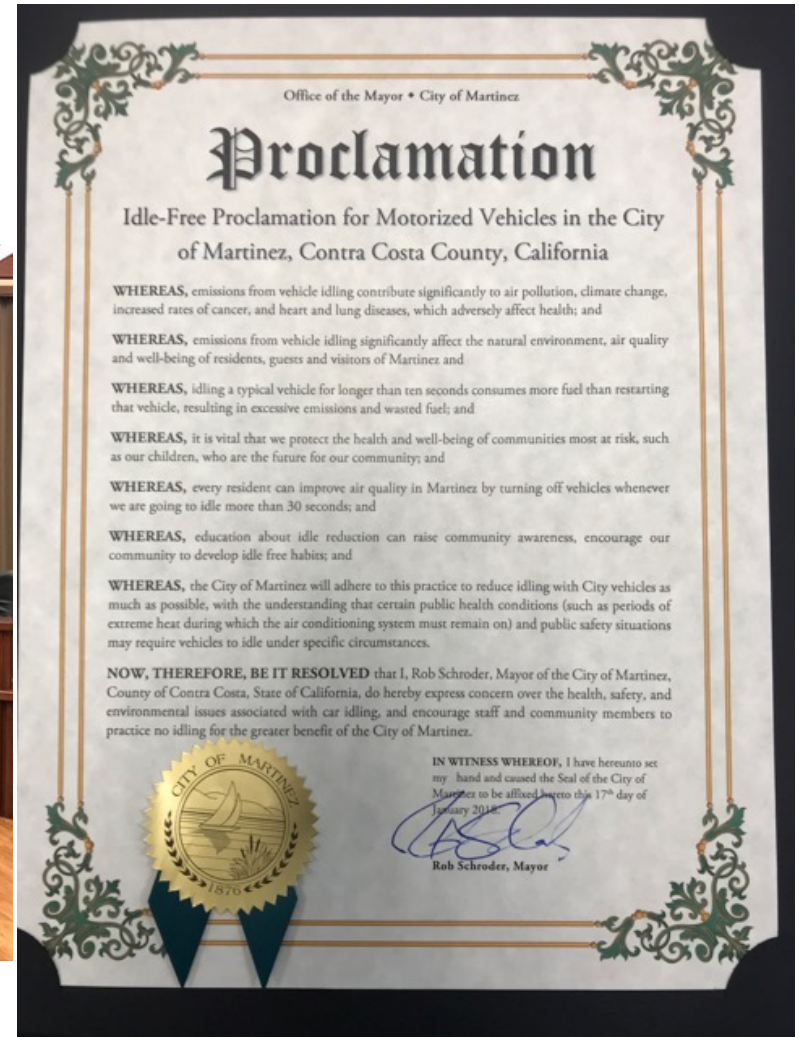 Office of the Mayor • City of Martinez
Proclamation
Idle-Free Proclamation for Motorized Vehicles in the City
of Martinez, Contra Costa County, California
WHEREAS, emissions from vehicle idling contribute significantly to air pollution, climate change,
increased rates of cancer, and heart and lung diseases, which adversely affect health; and
WHEREAS, emissions from vehicle idling significantly affect the natural environment, air quality
and well-being of residents, guests and visitors of Martinez and
WHEREAS, idling a typical vehicle for longer than ten seconds consumes more fuel than restarting
that vehicle, resulting in excessive emissions and wasted fuel; and
WHEREAS, it is vital that we protect the health and well-being of communities most at risk, such
as our children, who are the future for our community; and
WHEREAS, every resident can improve air quality in Martinez by turning off vehicles whenever
we are going to idle more than 30 seconds; and
WHEREAS, education about idle reduction can raise community awareness, encourage our
community to develop idle free habits; and
WHEREAS, the City of Martinez will adhere to this practice to reduce idling with City vehicles as
much as possible, with the understanding that certain public health conditions (such as periods of
extreme heat during which the air conditioning system must remain on) and public safety situations
may require vehicles to idle under specific circumstances.
NOW, THEREFORE, BE IT RESOLVED that I, Rob Schroder, Mayor of the City of Martinez,
County of Contra Costa, State of California, do hereby express concern over the health, safety, and
environmental issues associated with car idling, and encourage staff and community members to
practice no idling for the greater benefit of the City of Martinez.
IN WITNESS WHEREOF, I have hereunto set
my hand and caused the Seal of the City of
Martinez to be affixed hereto this 17th day of
January 2018.
Rob Schroder, Mayor
CITY OF MARTINEZ
1876